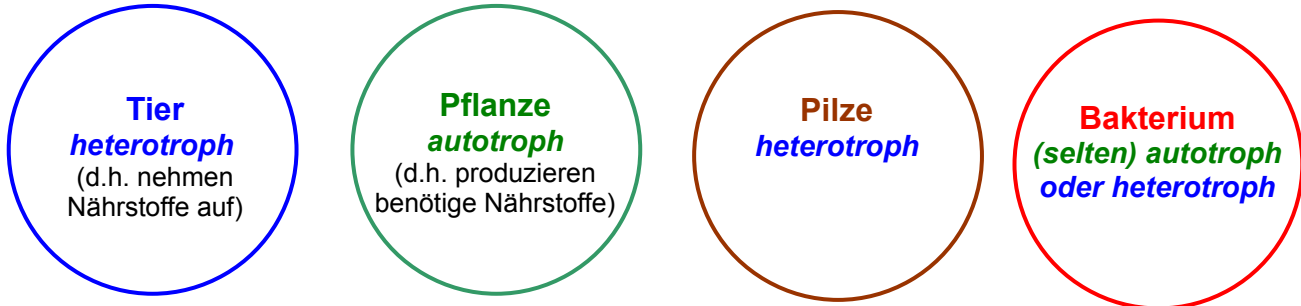 Tier
heterotroph
(d.h. nehmen
Nährstoffe auf)
Pflanze
autotroph
(d.h. produzieren
benötige Nährstoffe)
Pilze
heterotroph
Bakterium
(selten) autotroph
oder heterotroph